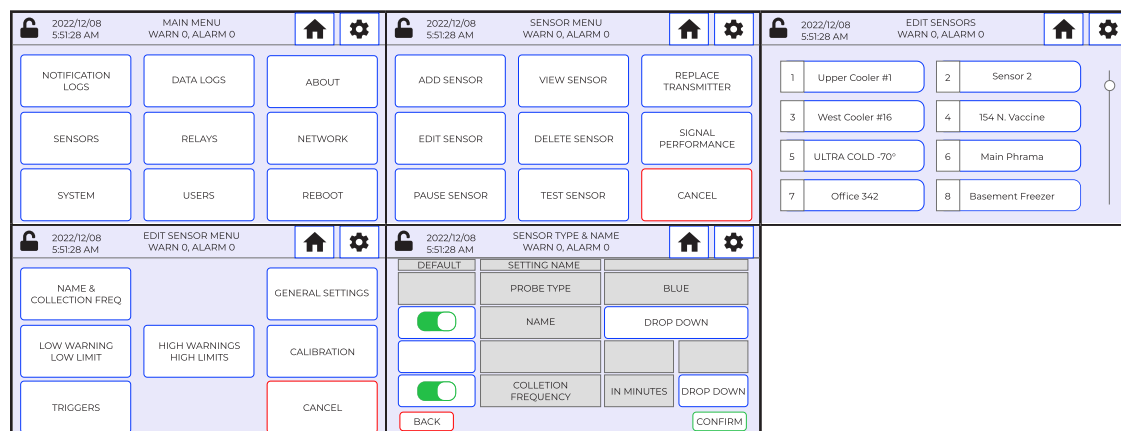 2022/12/08
5:51:28 AM
MAIN MENU
WARN 0, ALARM 0
NOTIFICATION
LOGS
DATA LOGS
ABOUT
SENSORS
RELAYS
NETWORK
SYSTEM
USERS
REBOOT
2022/12/08
5:51:28 AM
SENSOR MENU
WARN 0, ALARM 0
ADD SENSOR
VIEW SENSOR
REPLACE
TRANSMITTER
EDIT SENSOR
DELETE SENSOR
SIGNAL
PERFORMANCE
PAUSE SENSOR
TEST SENSOR
CANCEL
2022/12/08
5:51:28 AM
EDIT SENSORS
WARN 0, ALARM 0
1 Upper Cooler #1
2 Sensor 2
3 West Cooler #16
4 154 N. Vaccine
5 ULTRA COLD -70°
6 Main Phrama
7 Office 342
8 Basement Freezer
2022/12/08
5:51:28 AM
EDIT SENSOR MENU
WARN 0, ALARM 0
NAME &
COLLECTION FREQ
GENERAL SETTINGS
LOW WARNING
LOW LIMIT
HIGH WARNINGS
HIGH LIMITS
CALIBRATION
TRIGGERS
CANCEL
2022/12/08
5:51:28 AM
SENSOR TYPE & NAME
WARN 0, ALARM 0
DEFAULT
SETTING NAME
PROBE TYPE
BLUE
NAME
DROP DOWN
COLLETION
FREQUENCY
IN MINUTES
DROP DOWN
BACK
CONFIRM